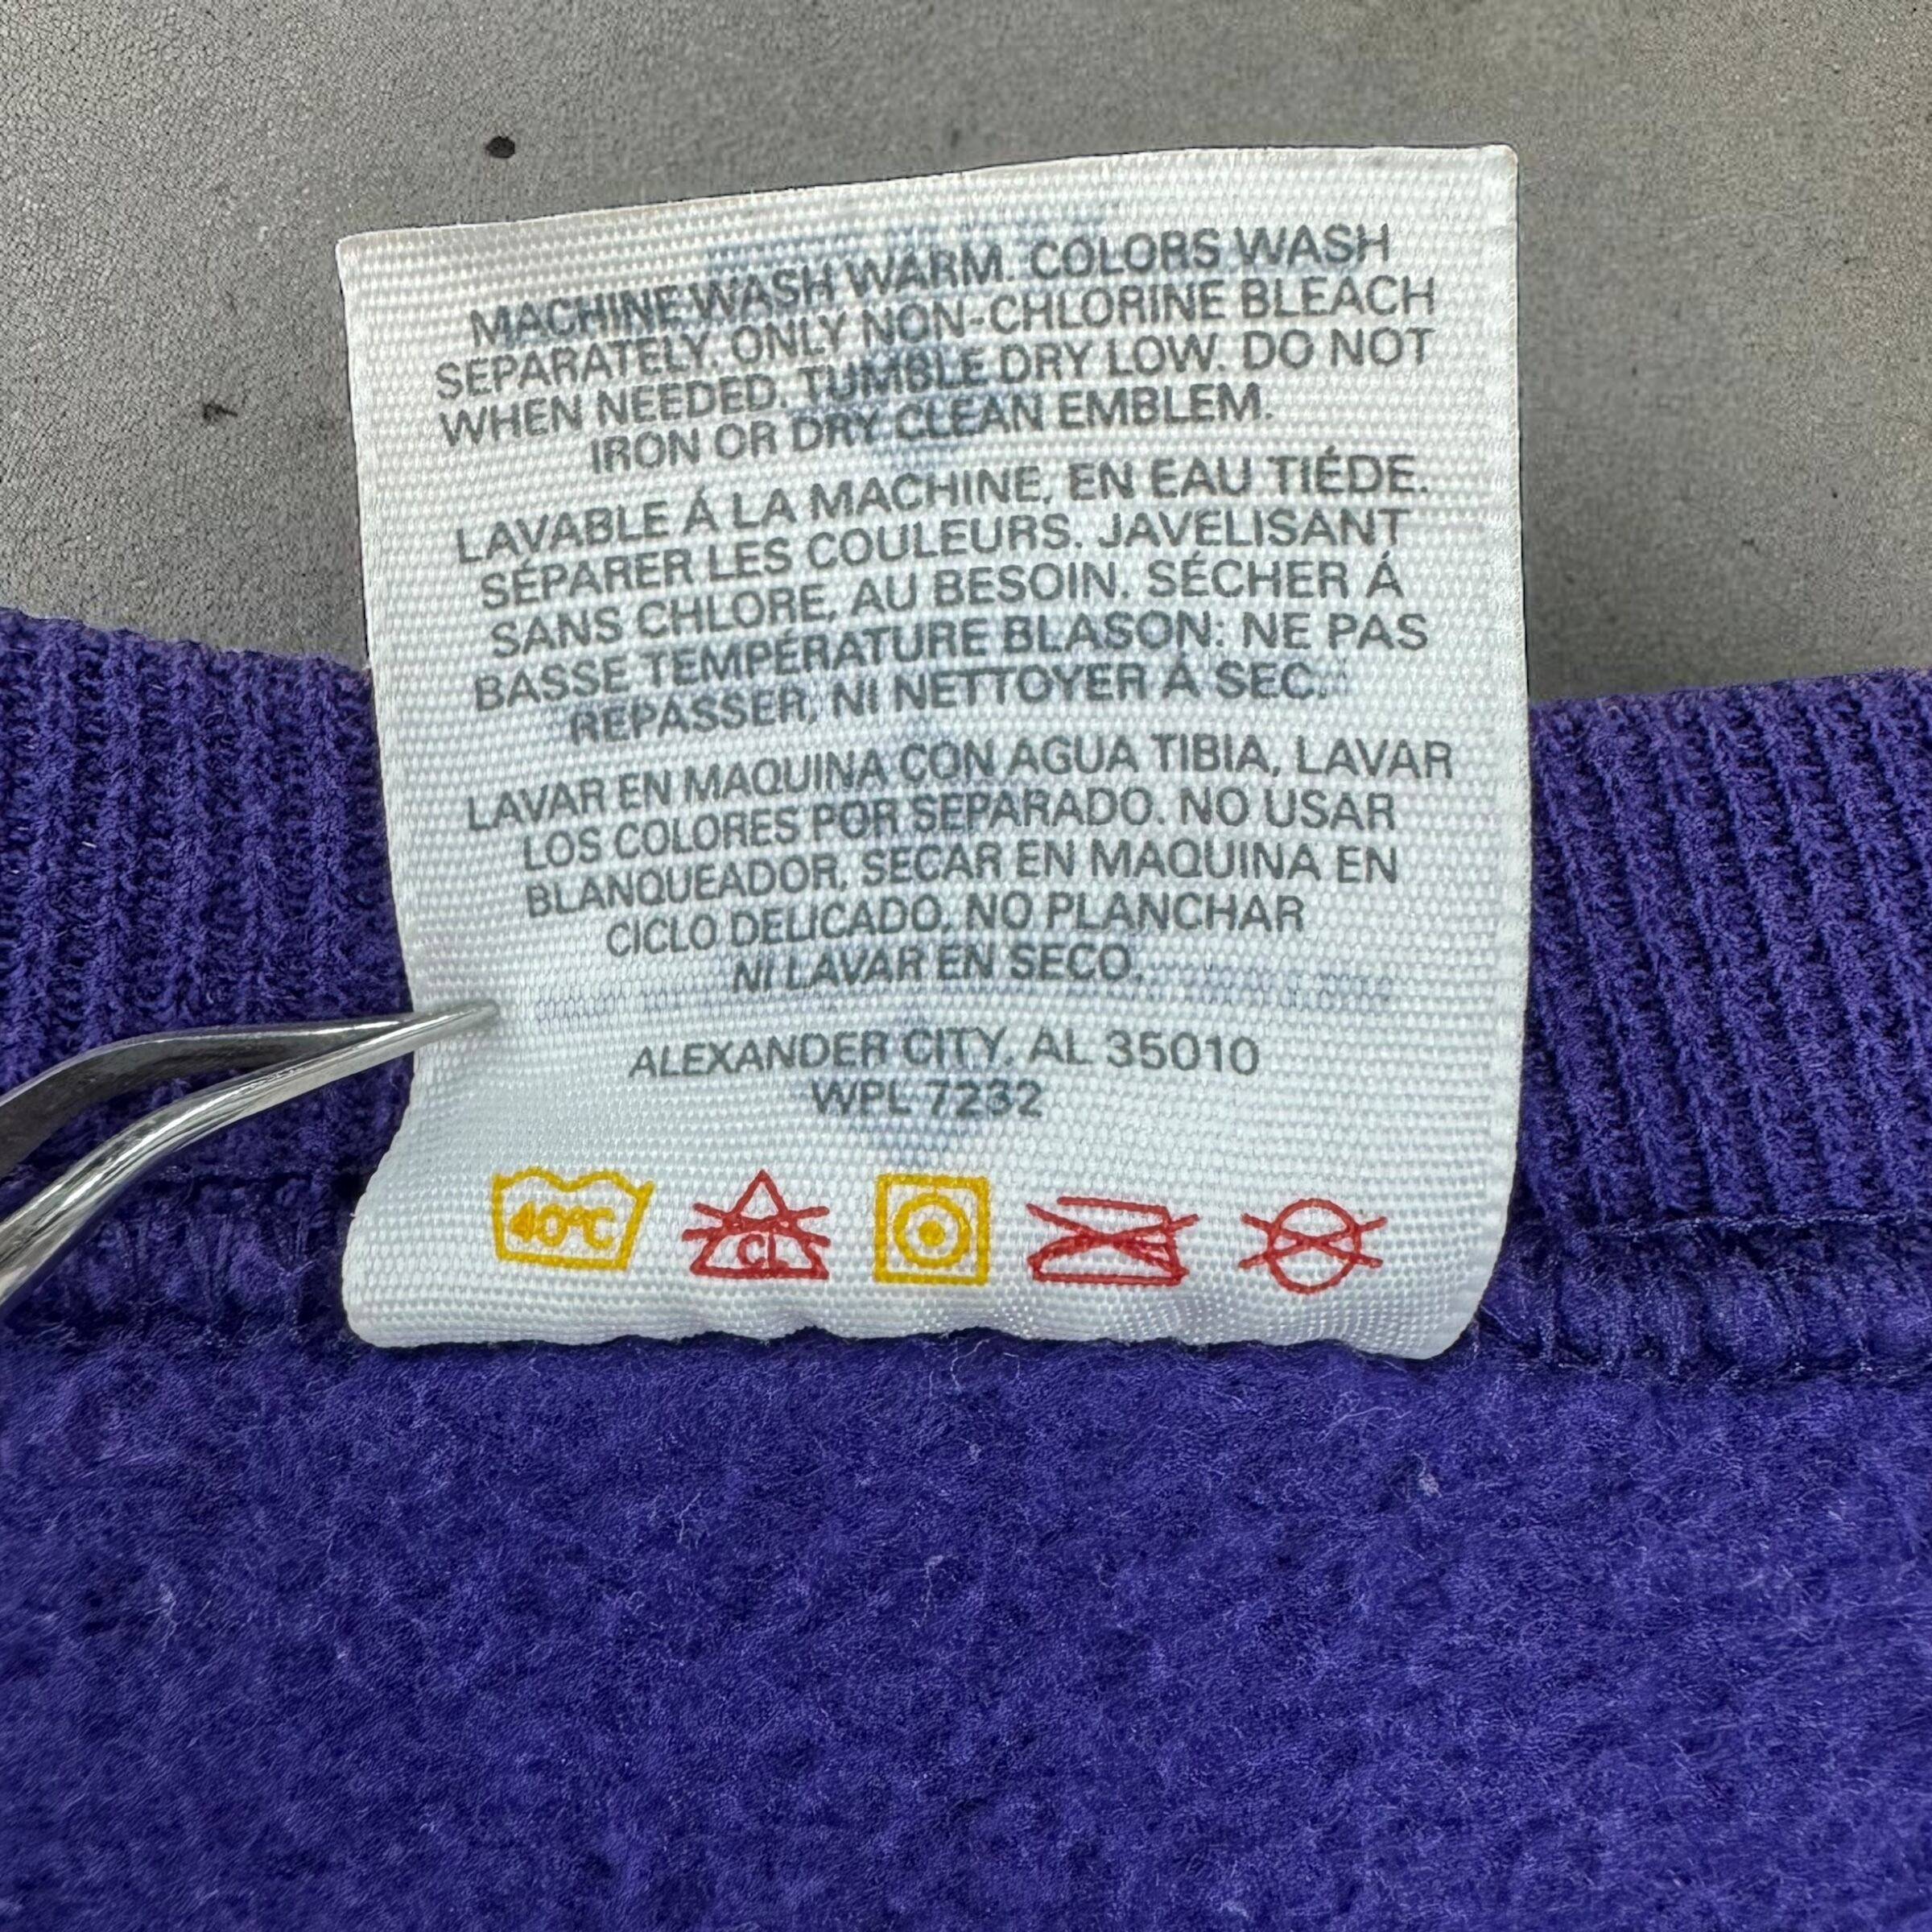 MACHINE WASH WARM. COLORS WASH
SEPARATELY. ONLY NON-CHLORINE BLEACH
WHEN NEEDED. TUMBLE DRY LOW. DO NOT
IRON OR DRY CLEAN EMBLEM.
LAVABLE Á LA MACHINE, EN EAU TIÉDE.
SÉPARER LES COULEURS. JAVELISANT
SANS CHLORE, AU BESOIN. SÉCHER Á
BASSE TEMPÉRATURE BLASON: NE PAS
REPASSER, NI NETTOYER Á SEC.
LAVAR EN MAQUINA CON AGUA TIBIA, LAVAR
LOS COLORES POR SEPARADO. NO USAR
BLANQUEADOR, SECAR EN MAQUINA EN
CICLO DELICADO. NO PLANCHAR
NI LAVAR EN SECO.
ALEXANDER CITY, AL 35010
WPL 7232
40°C CL